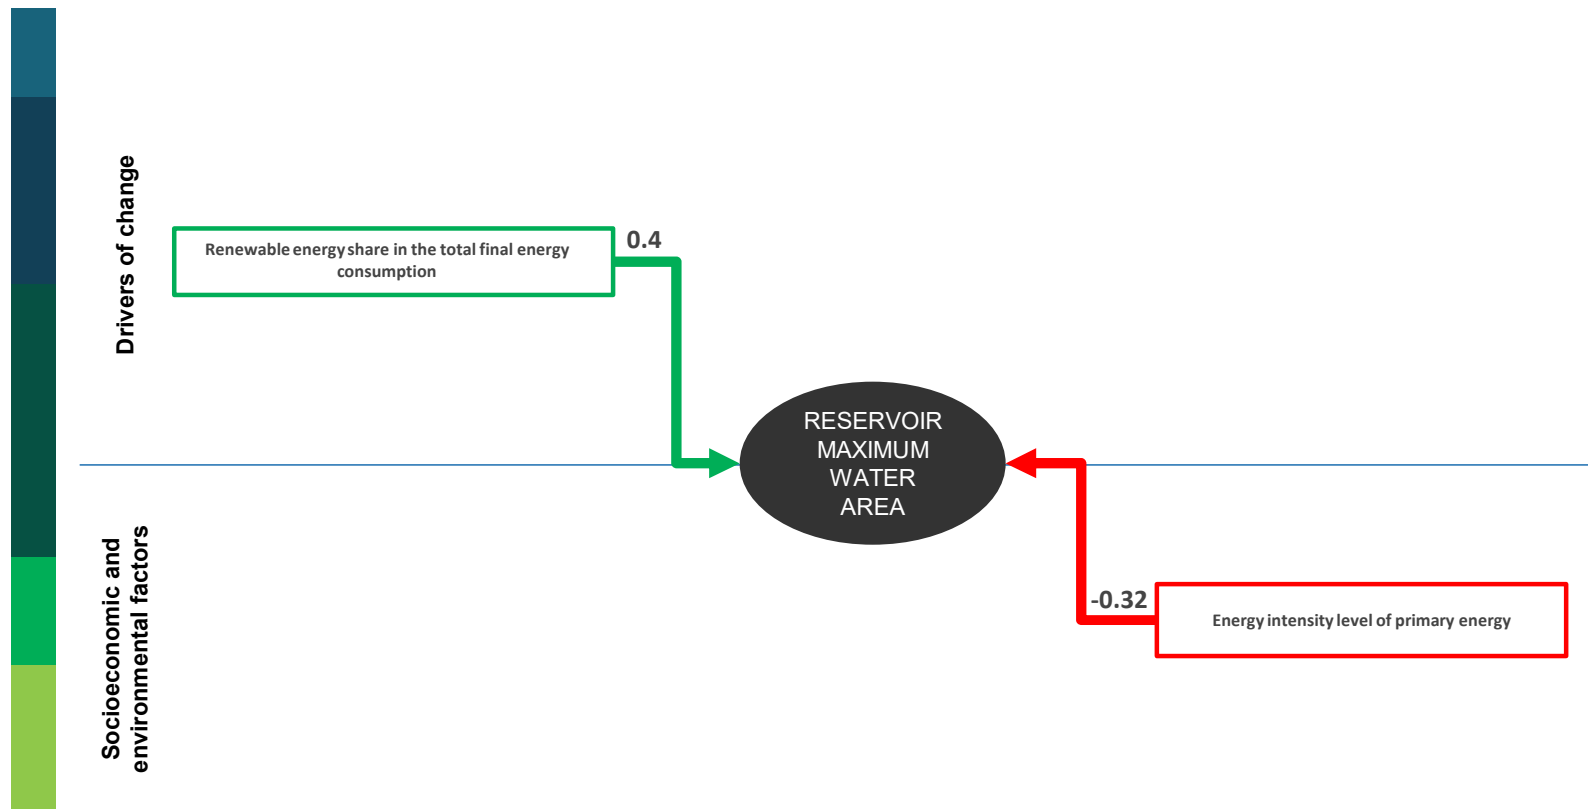 Drivers of change
Renewable energy share in the total final energy
consumption
0.4
RESERVOIR
MAXIMUM
WATER
AREA
Socioeconomic and
environmental factors
-0.32
Energy intensity level of primary energy